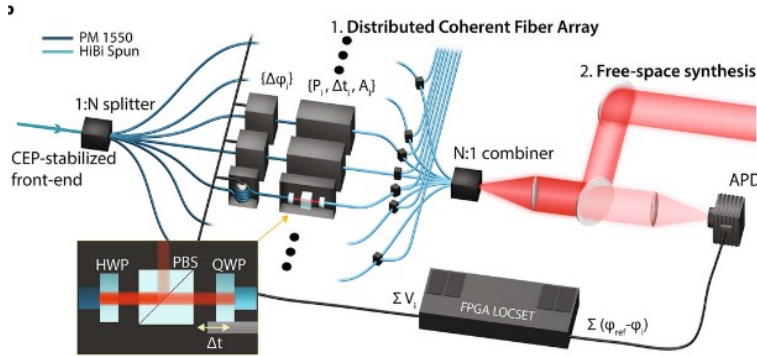 PM 1550
HiBi Spun
1. Distributed Coherent Fiber Array
{Δφᵢ}
{Pᵢ, Δtᵢ, Aᵢ}
2. Free-space synthesis
1:N splitter
CEP-stabilized
front-end
N:1 combiner
APD
HWP
PBS
QWP
Δt
Σ Vᵢ
FPGA LOCSET
Σ (φref-φᵢ)